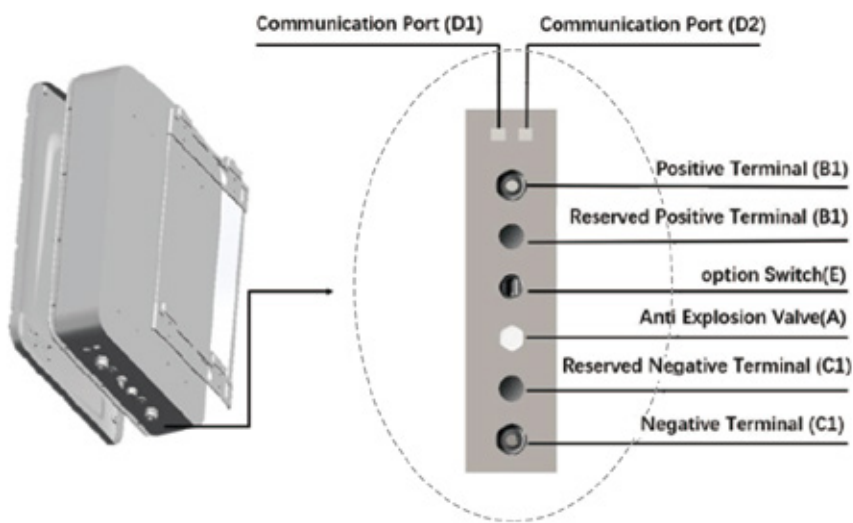 Communication Port (D1)
Communication Port (D2)
Positive Terminal (B1)
Reserved Positive Terminal (B1)
option Switch(E)
Anti Explosion Valve(A)
Reserved Negative Terminal (C1)
Negative Terminal (C1)